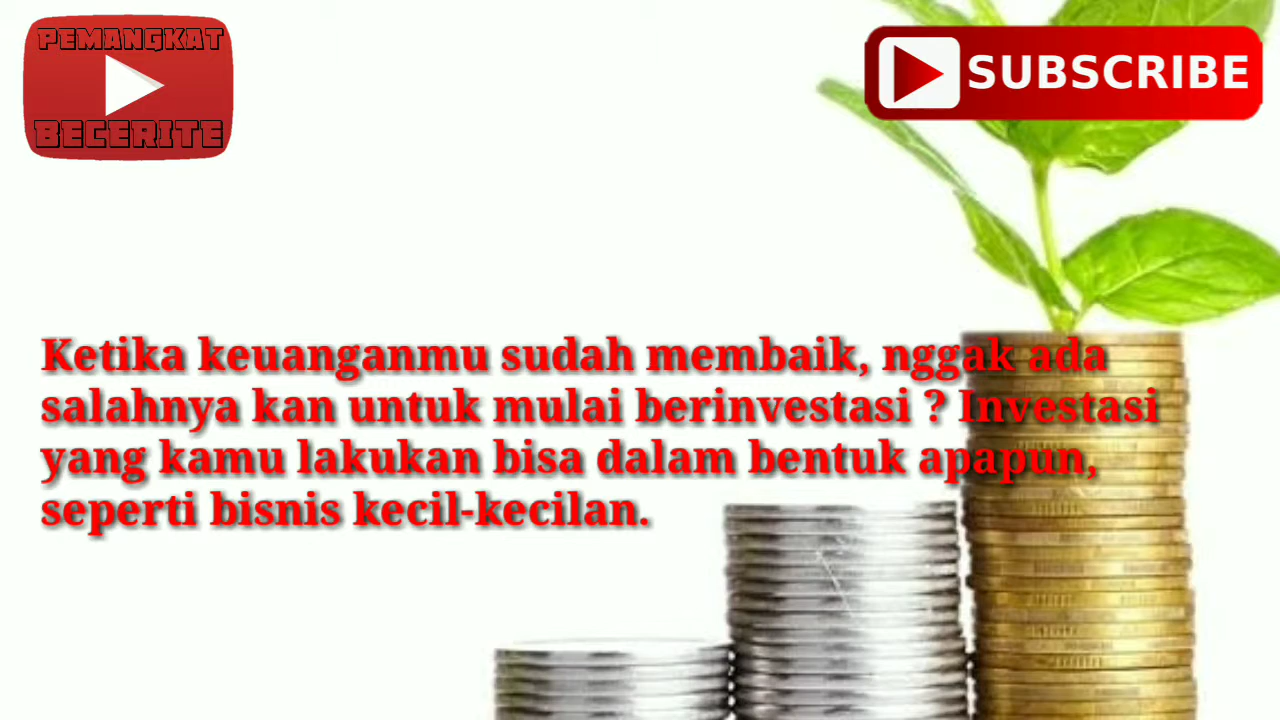 PEMANGKAT
BECERITE
SUBSCRIBE
Ketika keuanganmu sudah membaik, nggak ada
salahnya kan untuk mulai berinvestasi ? Investasi
yang kamu lakukan bisa dalam bentuk apapun,
seperti bisnis kecil-kecilan.